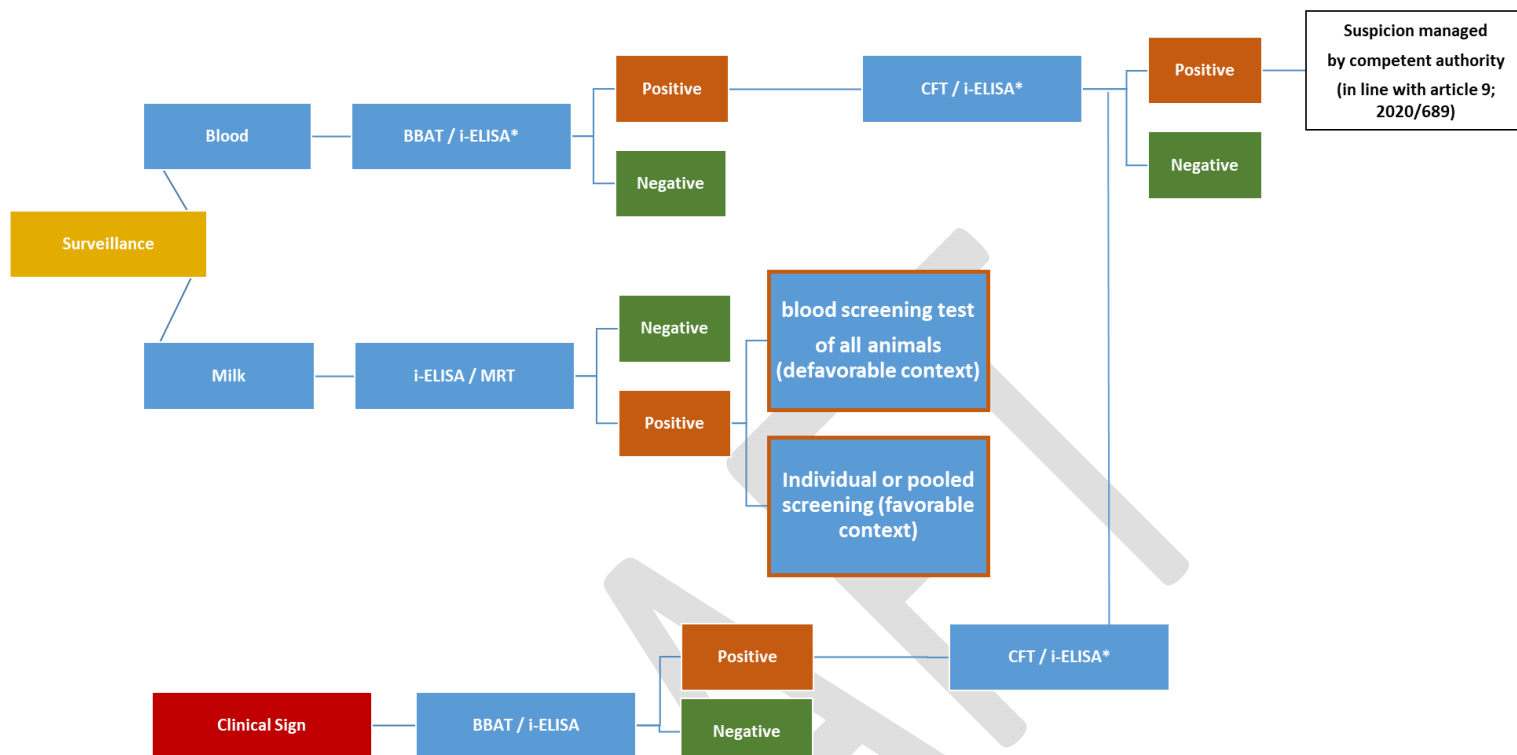 Suspicion managed
by competent authority
(in line with article 9;
2020/689)
Positive
Positive
CFT / i-ELISA*
Blood
BBAT / i-ELISA*
Negative
Negative
Surveillance
blood screening test
of all animals
(defavorable context)
Negative
Milk
i-ELISA / MRT
Positive
Individual or pooled
screening (favorable
context)
Positive
CFT / i-ELISA*
Clinical Sign
BBAT / i-ELISA
Negative